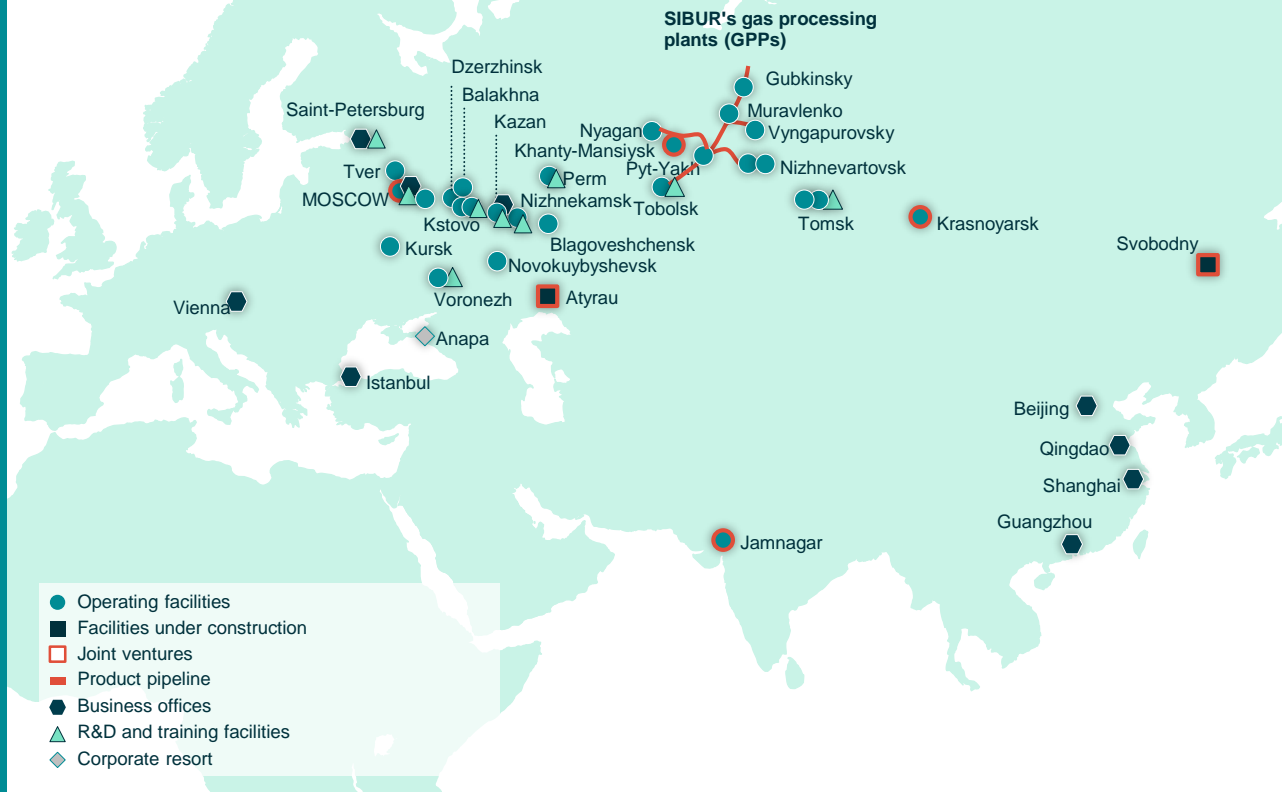 SIBUR's gas processing
plants (GPPs)
Dzerzhinsk
Gubkinsky
Balakhna
Saint-Petersburg
Muravlenko
Kazan
Nyagan
Vyngapurovsky
Khanty-Mansiysk
Tver
Pyt-Yakh
Nizhnevartovsk
Perm
MOSCOW
Nizhnekamsk
Tobolsk
Kstovo
Tomsk
Krasnoyarsk
Kursk
Blagoveshchensk
Svobodny
Novokuybyshevsk
Voronezh
Atyrau
Vienna
Anapa
Istanbul
Beijing
Qingdao
Shanghai
Guangzhou
Jamnagar
Operating facilities
Facilities under construction
Joint ventures
Product pipeline
Business offices
R&D and training facilities
Corporate resort